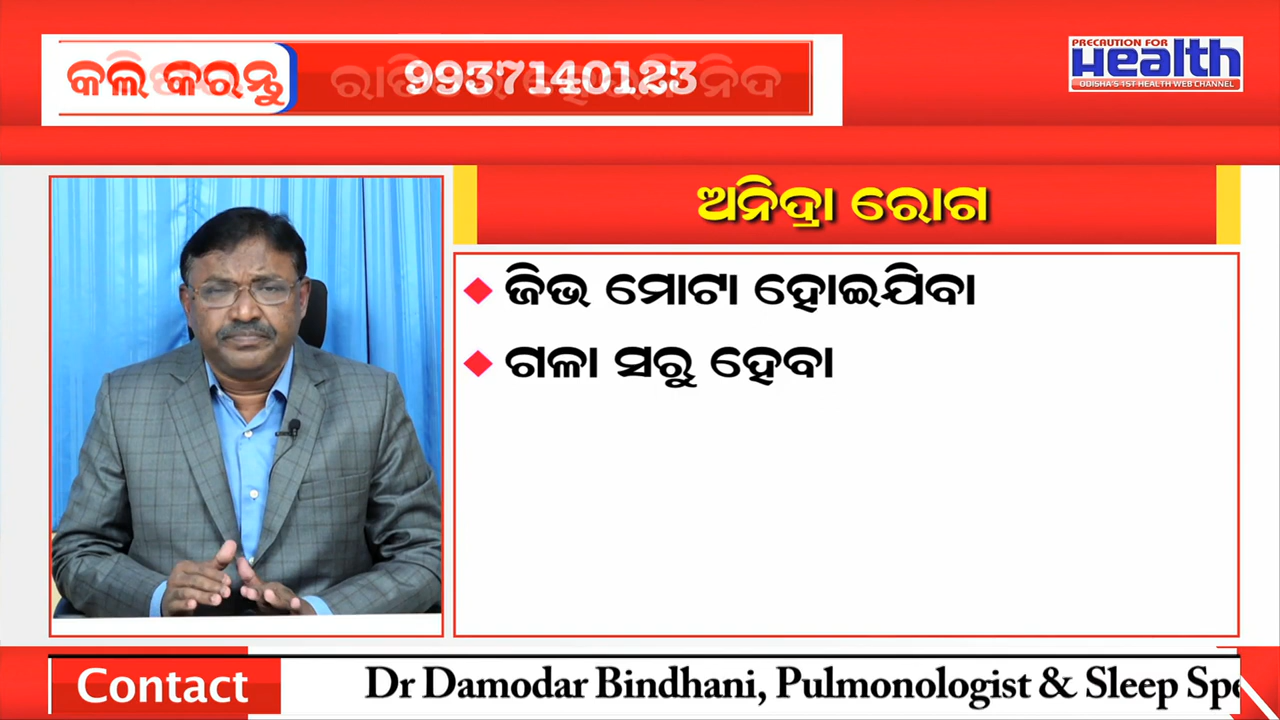 କଲି କରନ୍ତୁ
9937140123
PRECAUTION FOR
Health
ODISHA'S 1ST HEALTH WEB CHANNEL
ଅନିଦ୍ରା ରୋଗ
ଜିଭ ମୋଟା ହୋଇଯିବା
ଗଳା ସରୁ ହେବା
Contact
Dr Damodar Bindhani, Pulmonologist & Sleep